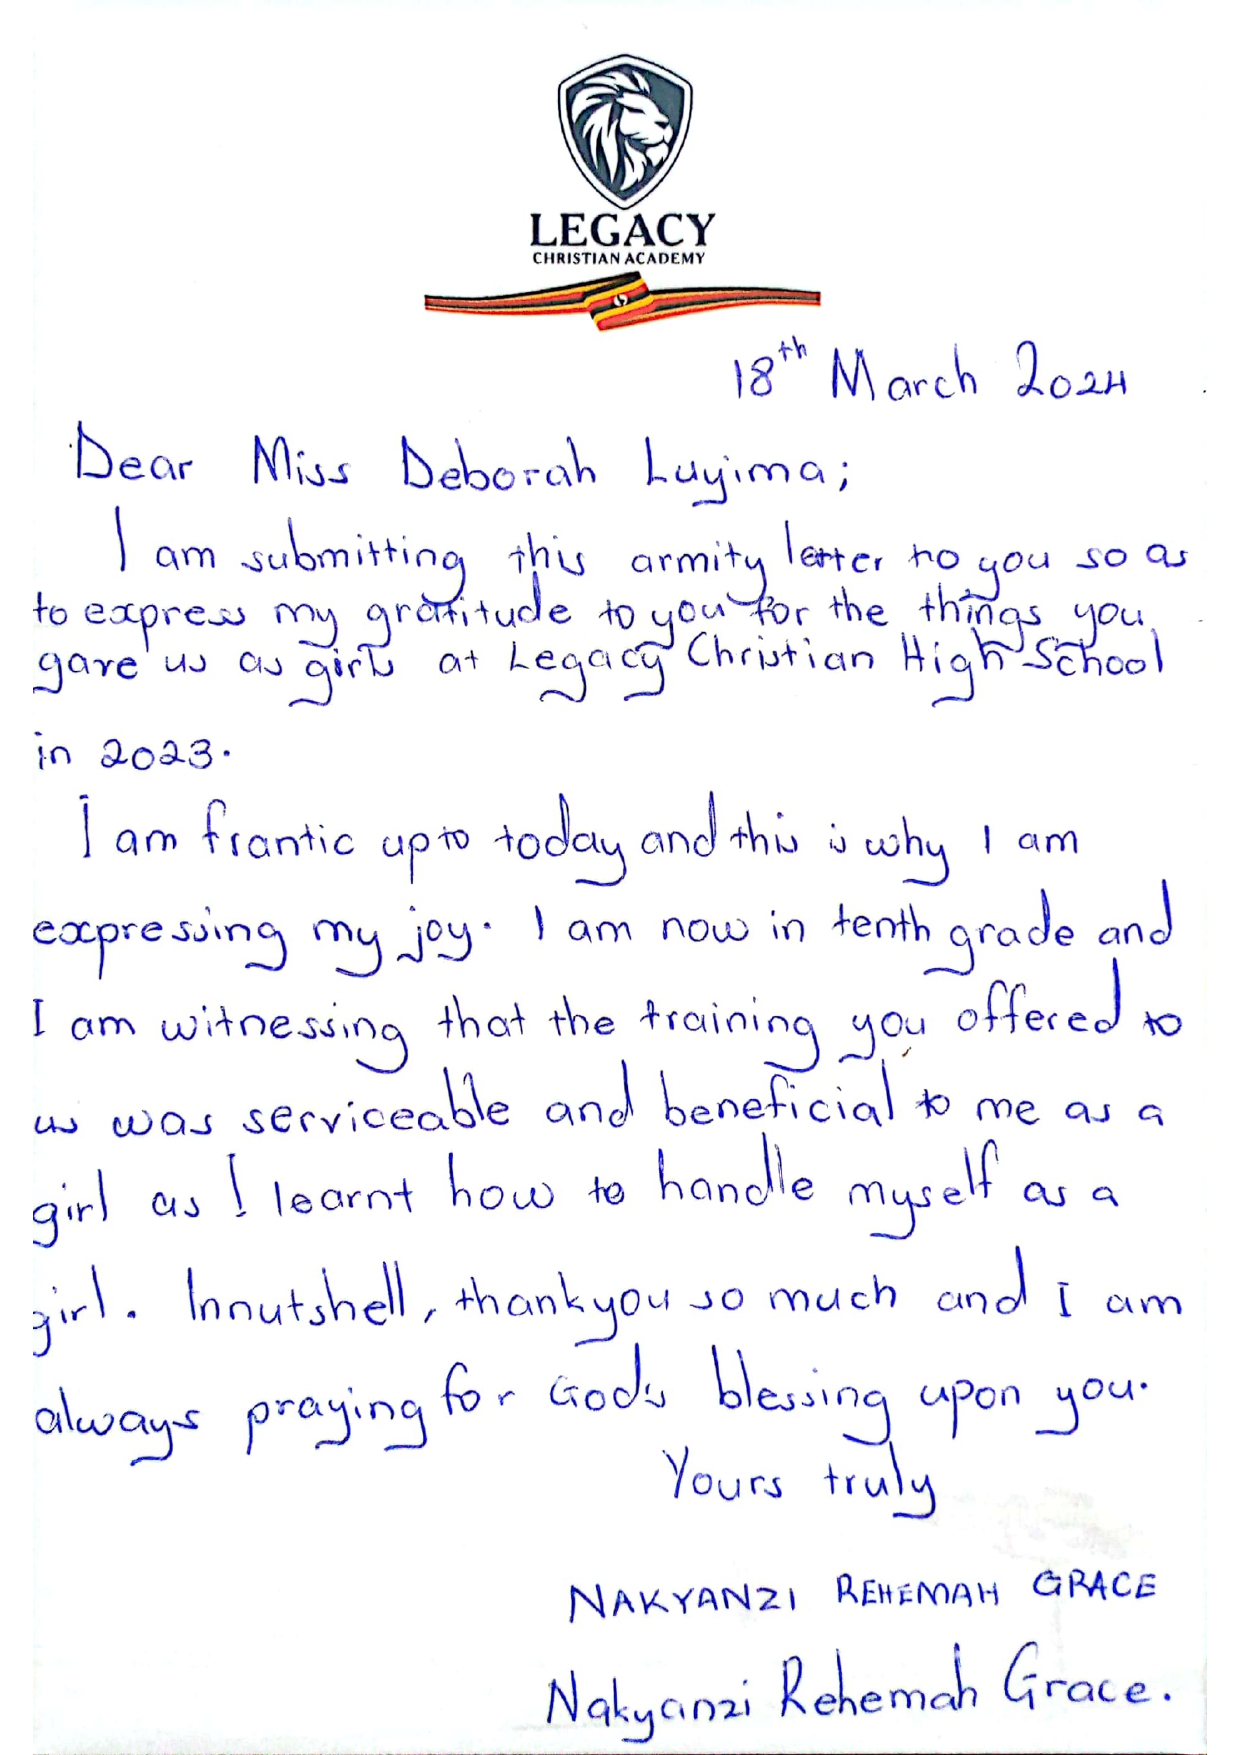 LEGACY
CHRISTIAN ACADEMY
18th March 2024
Dear Miss Deborah Luyima;
I am submitting this armity letter to you so as
to express my gratitude to you for the things you
gave us as girls at Legacy Christian High School
in 2023.
I am frantic upto today and this is why I am
expressing my joy. I am now in tenth grade and
I am witnessing that the training you offered to
us was serviceable and beneficial to me as a
girl as I learnt how to handle myself as a
girl. Innutshell, thankyou so much and I am
always praying for Gods blessing upon you.
Yours truly
NAKYANZI REHEMAH GRACE
Nakyanzi Rehemah Grace.